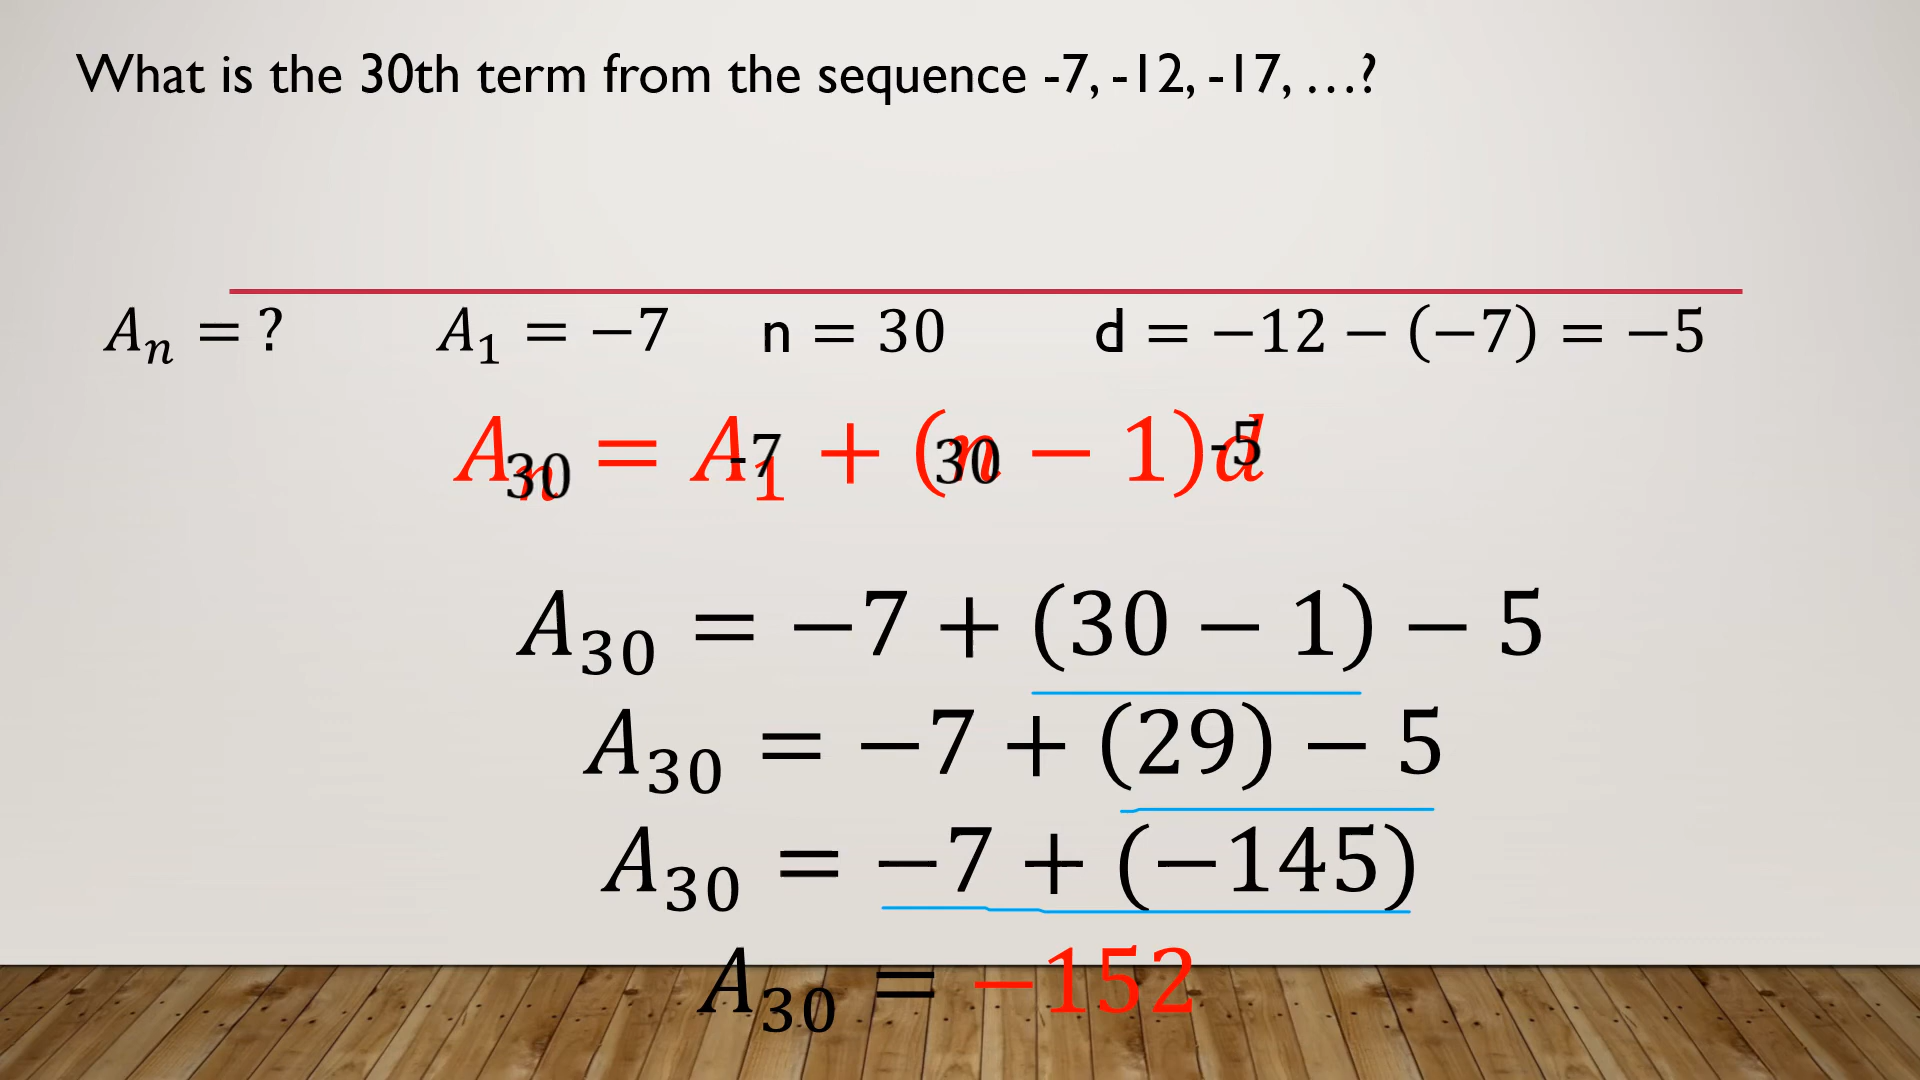 What is the 30th term from the sequence -7, -12, -17, …?
Aₙ = ? A₁ = −7 n = 30 d = −12 − (−7) = −5
Aₙ = A₁ + (n − 1)d
30 -7 30 -5
A₃₀ = −7 + (30 − 1) − 5
A₃₀ = −7 + (29) − 5
A₃₀ = −7 + (−145)
A₃₀ = −152